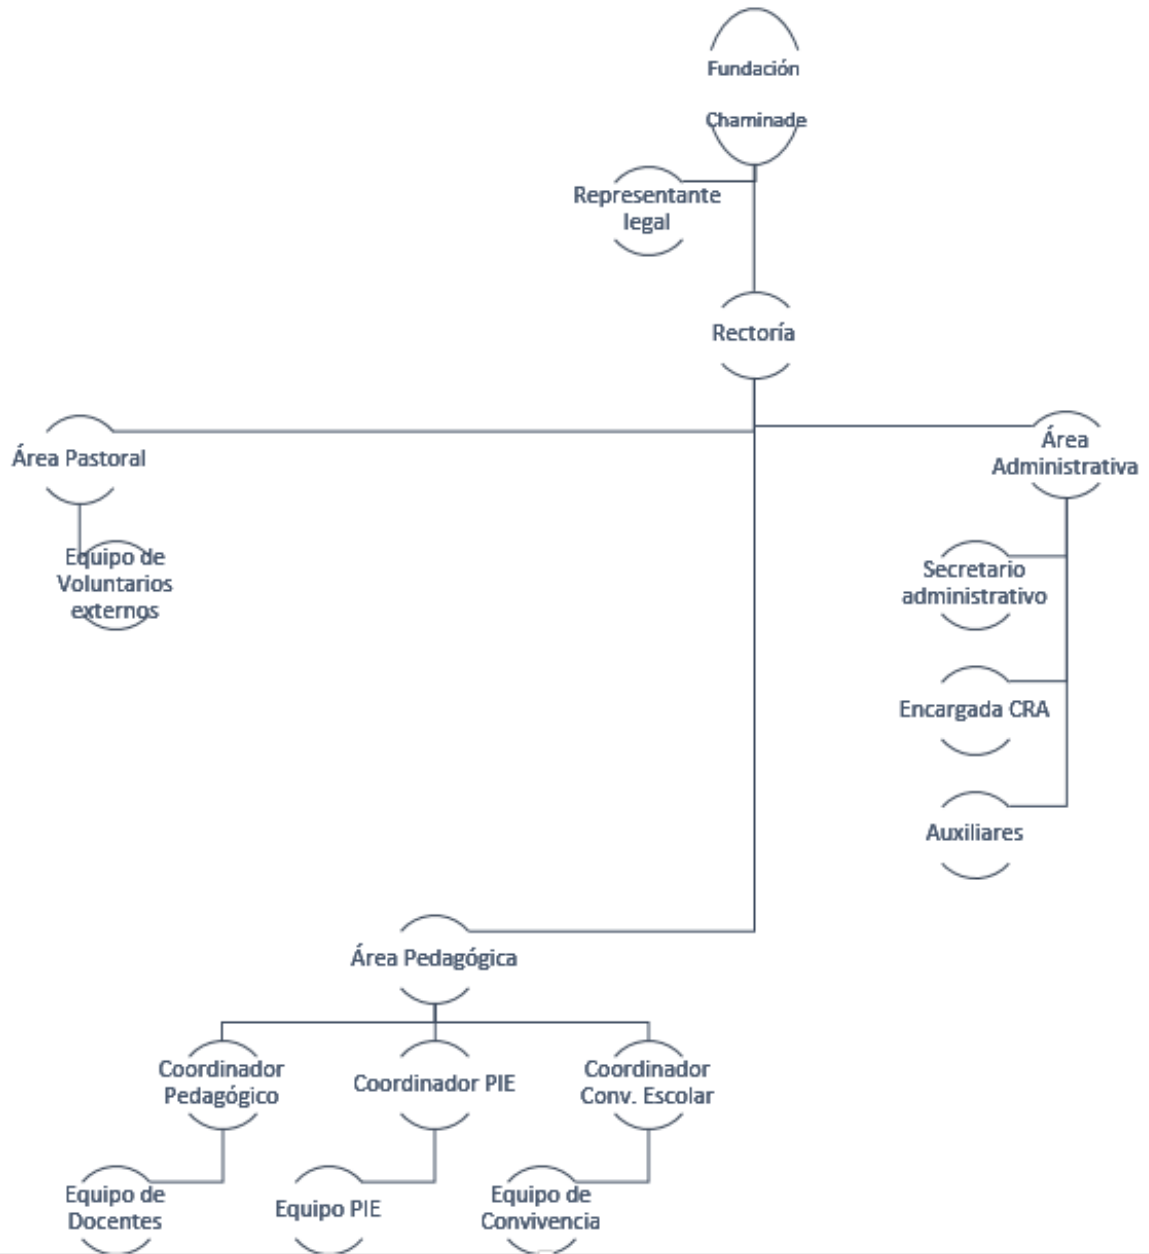 Fundación
Chaminade
Representante
legal
Rectoría
Área Pastoral
Área
Administrativa
Equipo de
Voluntarios
externos
Secretario
administrativo
Encargada CRA
Auxiliares
Área Pedagógica
Coordinador
Pedagógico
Coordinador PIE
Coordinador
Conv. Escolar
Equipo de
Docentes
Equipo PIE
Equipo de
Convivencia